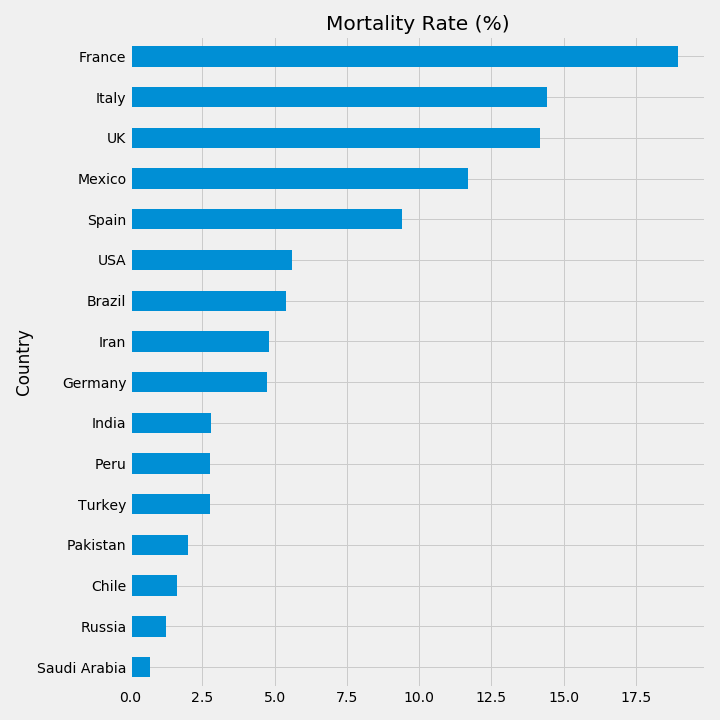 Mortality Rate (%)
Country
France
Italy
UK
Mexico
Spain
USA
Brazil
Iran
Germany
India
Peru
Turkey
Pakistan
Chile
Russia
Saudi Arabia
0.0 2.5 5.0 7.5 10.0 12.5 15.0 17.5